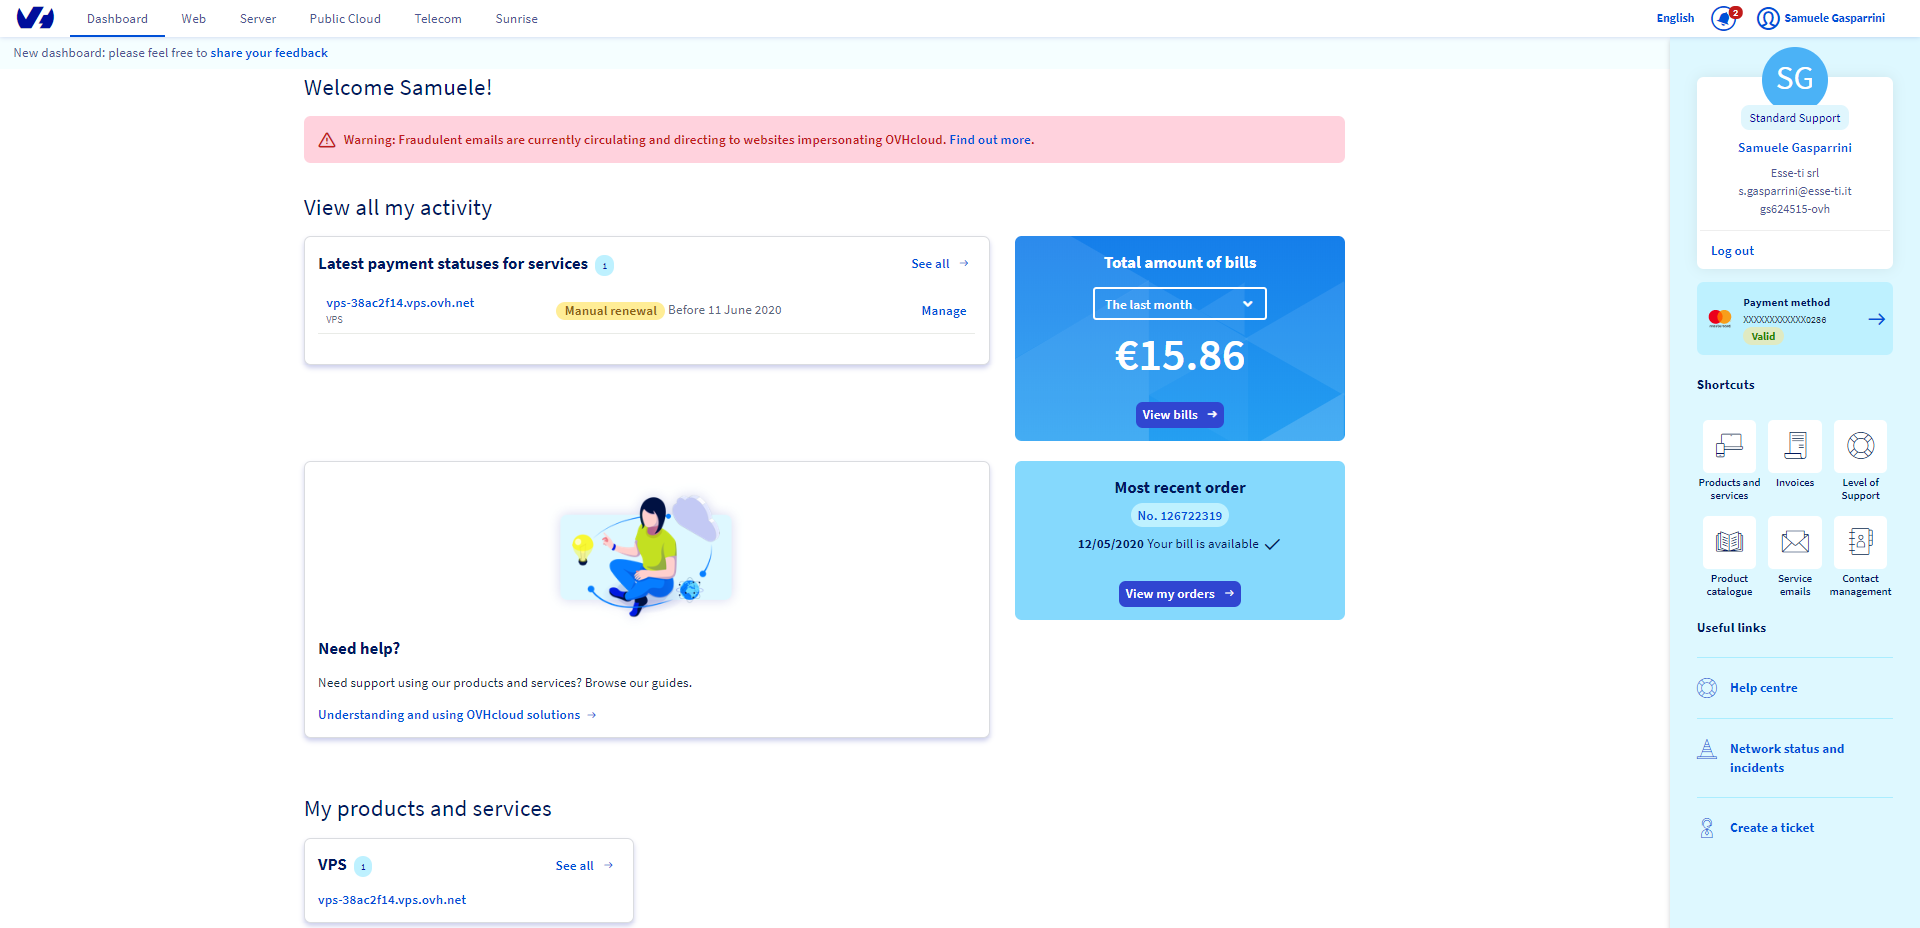 Dashboard
Web
Server
Public Cloud
Telecom
Sunrise
English
2
Samuele Gasparrini
New dashboard: please feel free to share your feedback
Welcome Samuele!
Warning: Fraudulent emails are currently circulating and directing to websites impersonating OVHcloud. Find out more.
View all my activity
Latest payment statuses for services 1
See all
vps-38ac2f14.vps.ovh.net
VPS
Manual renewal Before 11 June 2020
Manage
Total amount of bills
The last month
€15.86
View bills
Need help?
Need support using our products and services? Browse our guides.
Understanding and using OVHcloud solutions
Most recent order
No. 126722319
12/05/2020 Your bill is available
View my orders
My products and services
VPS 1
See all
vps-38ac2f14.vps.ovh.net
SG
Standard Support
Samuele Gasparrini
Esse-ti srl
s.gasparrini@esse-ti.it
gs624515-ovh
Log out
Payment method
XXXXXXXXXXXX0286
Valid
Shortcuts
Products and
services
Invoices
Level of
Support
Product
catalogue
Service
emails
Contact
management
Useful links
Help centre
Network status and
incidents
Create a ticket